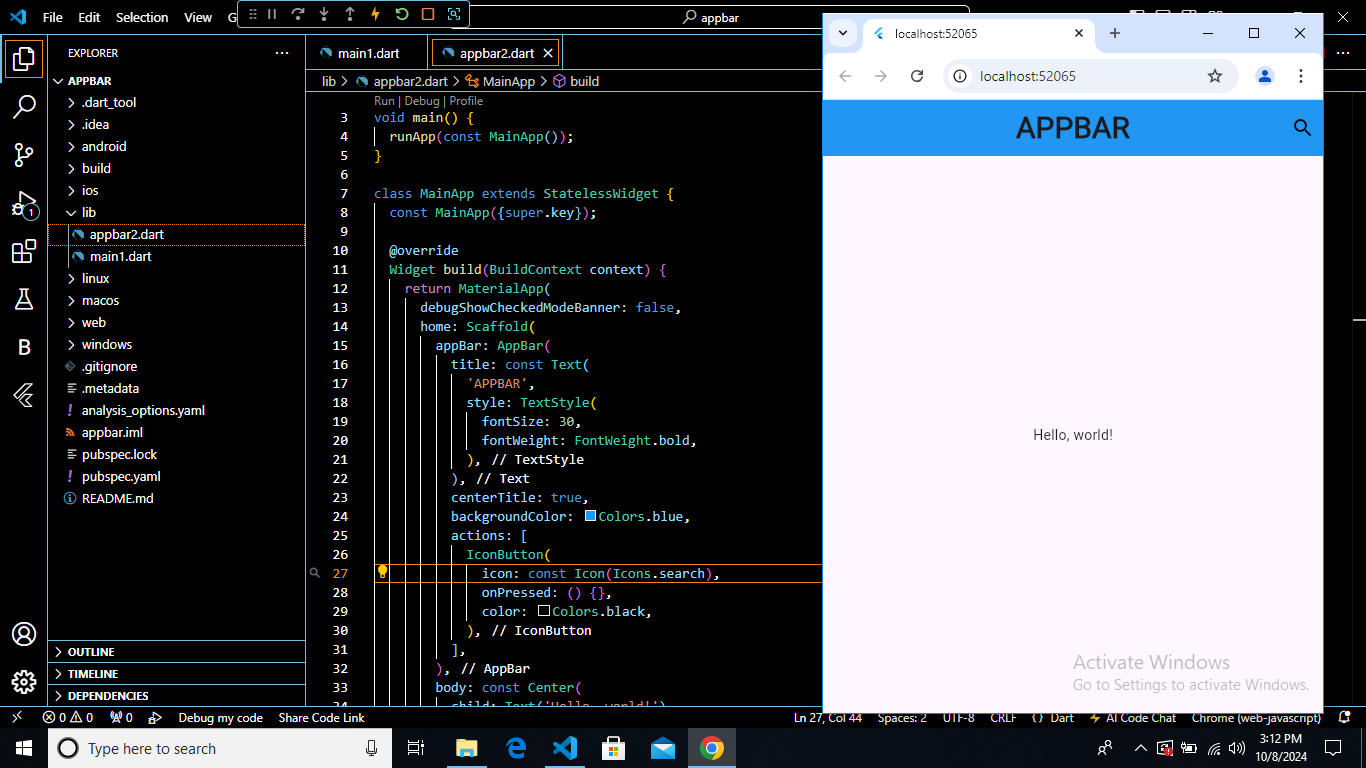 File Edit Selection View G
appbar
EXPLORER
APPBAR
.dart_tool
.idea
android
build
ios
lib
appbar2.dart
main1.dart
linux
macos
web
windows
.gitignore
.metadata
analysis_options.yaml
appbar.iml
pubspec.lock
pubspec.yaml
README.md
OUTLINE
TIMELINE
DEPENDENCIES
1
B
main1.dart appbar2.dart
lib > appbar2.dart > MainApp > build
Run | Debug | Profile
3 void main() {
4 runApp(const MainApp());
5 }
6
7 class MainApp extends StatelessWidget {
8 const MainApp({super.key});
9
10 @override
11 Widget build(BuildContext context) {
12 return MaterialApp(
13 debugShowCheckedModeBanner: false,
14 home: Scaffold(
15 appBar: AppBar(
16 title: const Text(
17 'APPBAR',
18 style: TextStyle(
19 fontSize: 30,
20 fontWeight: FontWeight.bold,
21 ), // TextStyle
22 ), // Text
23 centerTitle: true,
24 backgroundColor: Colors.blue,
25 actions: [
26 IconButton(
27 icon: const Icon(Icons.search),
28 onPressed: () {},
29 color: Colors.black,
30 ), // IconButton
31 ],
32 ), // AppBar
33 body: const Center(
34 child: Text('Hello, world!')
localhost:52065
localhost:52065
APPBAR
Hello, world!
Activate Windows
Go to Settings to activate Windows.
0 0 0 Debug my code Share Code Link Ln 27, Col 44 Spaces: 2 UTF-8 CRLF {} Dart AI Code Chat Chrome (web-javascript)
Type here to search
3:12 PM
10/8/2024